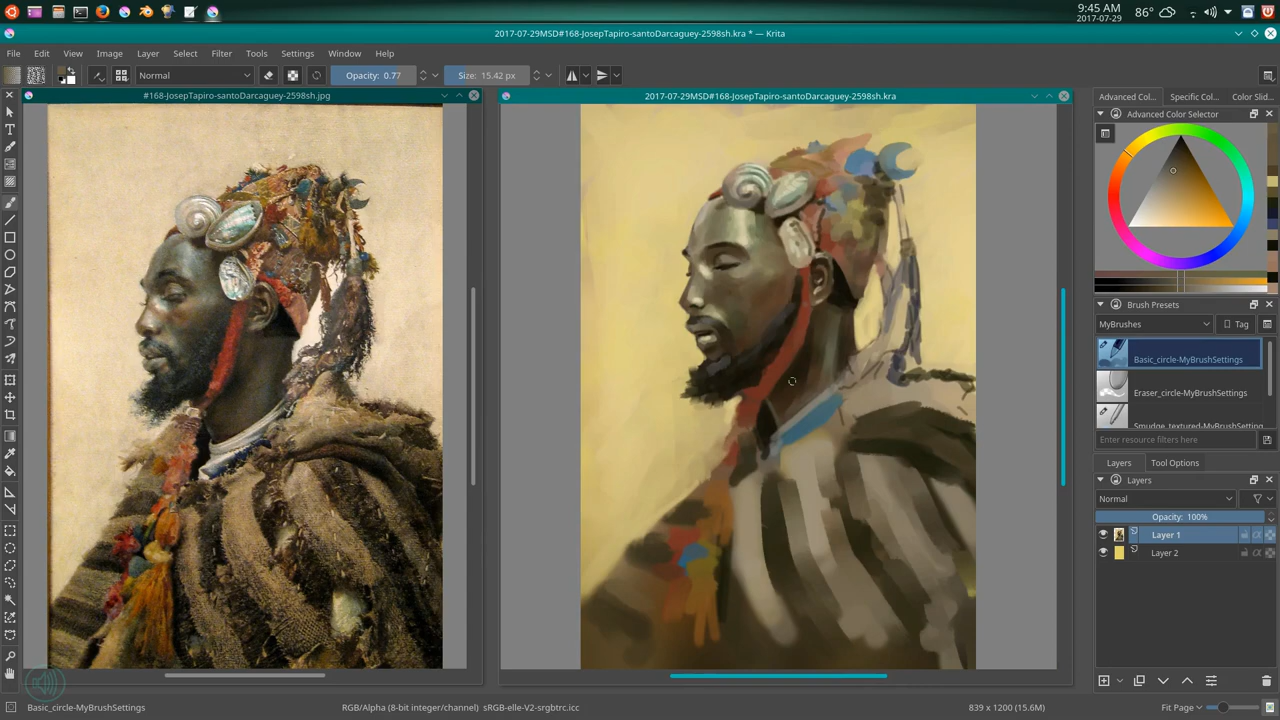 9:45 AM
2017-07-29
86°
2017-07-29MSD#168-JosepTapiro-santoDarcaguey-2598sh.kra * — Krita
File Edit View Image Layer Select Filter Tools Settings Window Help
Normal
Opacity: 0.77
Size: 15.42 px
#168-JosepTapiro-santoDarcaguey-2598sh.jpg
2017-07-29MSD#168-JosepTapiro-santoDarcaguey-2598sh.kra
Advanced Col... Specific Col... Color Slid...
Advanced Color Selector
Brush Presets
MyBrushes
Tag
Basic_circle-MyBrushSettings
Eraser_circle-MyBrushSettings
Smudge_textured-MyBrushSetting
Enter resource filters here
Layers Tool Options
Layers
Normal
Opacity: 100%
Layer 1
Layer 2
Basic_circle-MyBrushSettings
RGB/Alpha (8-bit integer/channel) sRGB-elle-V2-srgbtrc.icc
839 x 1200 (15.6M)
Fit Page